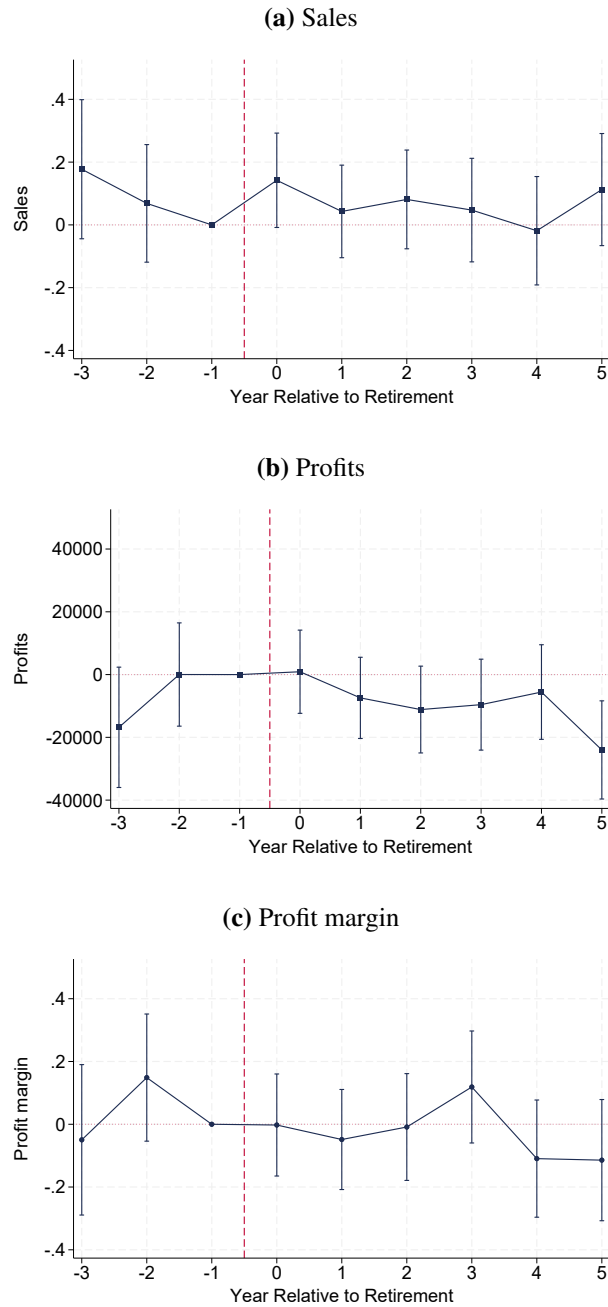 (a) Sales
.4
.2
0
-.2
-.4
Sales
-3 -2 -1 0 1 2 3 4 5
Year Relative to Retirement
(b) Profits
40000
20000
0
-20000
-40000
Profits
-3 -2 -1 0 1 2 3 4 5
Year Relative to Retirement
(c) Profit margin
.4
.2
0
-.2
-.4
Profit margin
-3 -2 -1 0 1 2 3 4 5
Year Relative to Retirement